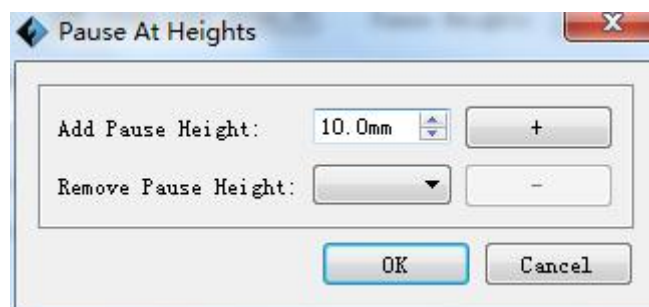 Pause At Heights
Add Pause Height: 10.0mm +
Remove Pause Height: -
OK Cancel